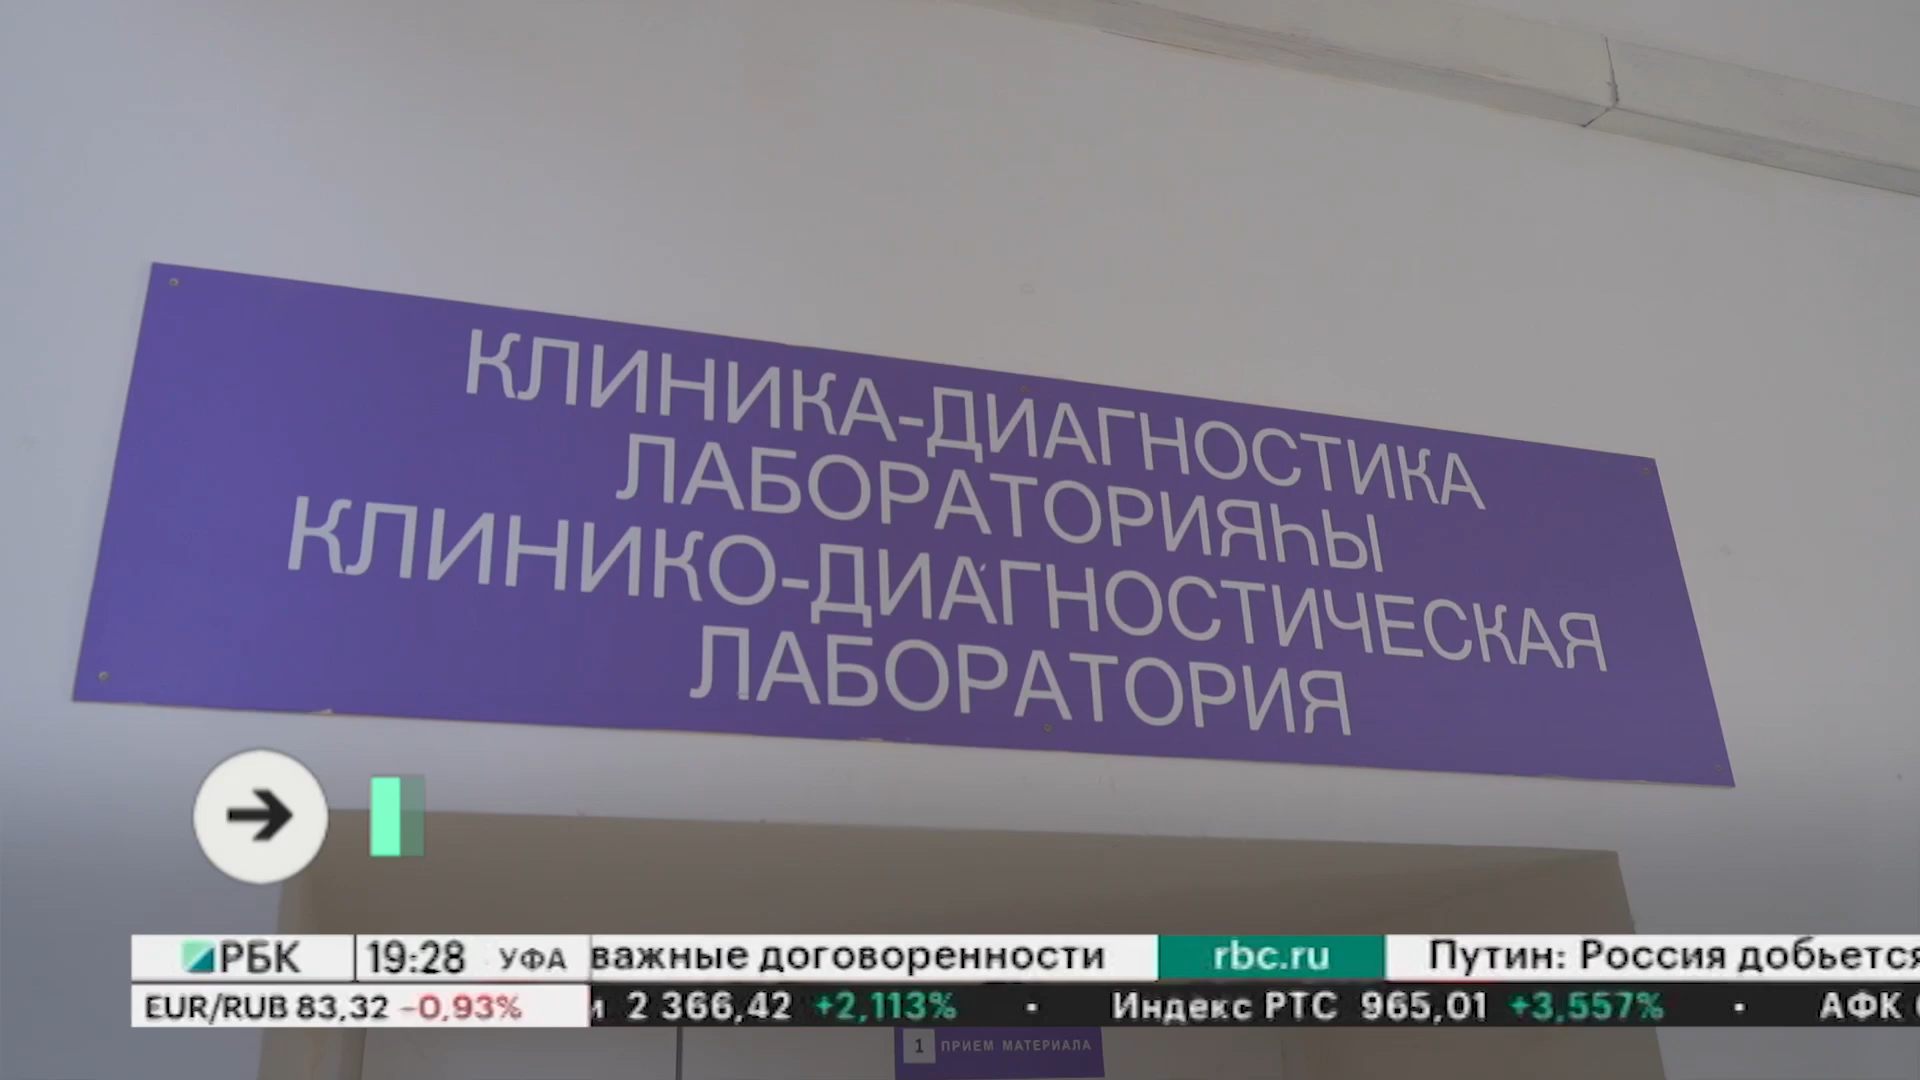 КЛИНИКА-ДИАГНОСТИКА
ЛАБОРАТОРИЯҺЫ
КЛИНИКО-ДИАГНОСТИЧЕСКАЯ
ЛАБОРАТОРИЯ
РБК 19:28 УФА важные договоренности rbc.ru Путин: Россия добьется
EUR/RUB 83,32 -0,93% и 2 366,42 +2,113% · Индекс РТС 965,01 +3,557% · АФК
1 ПРИЕМ МАТЕРИАЛА